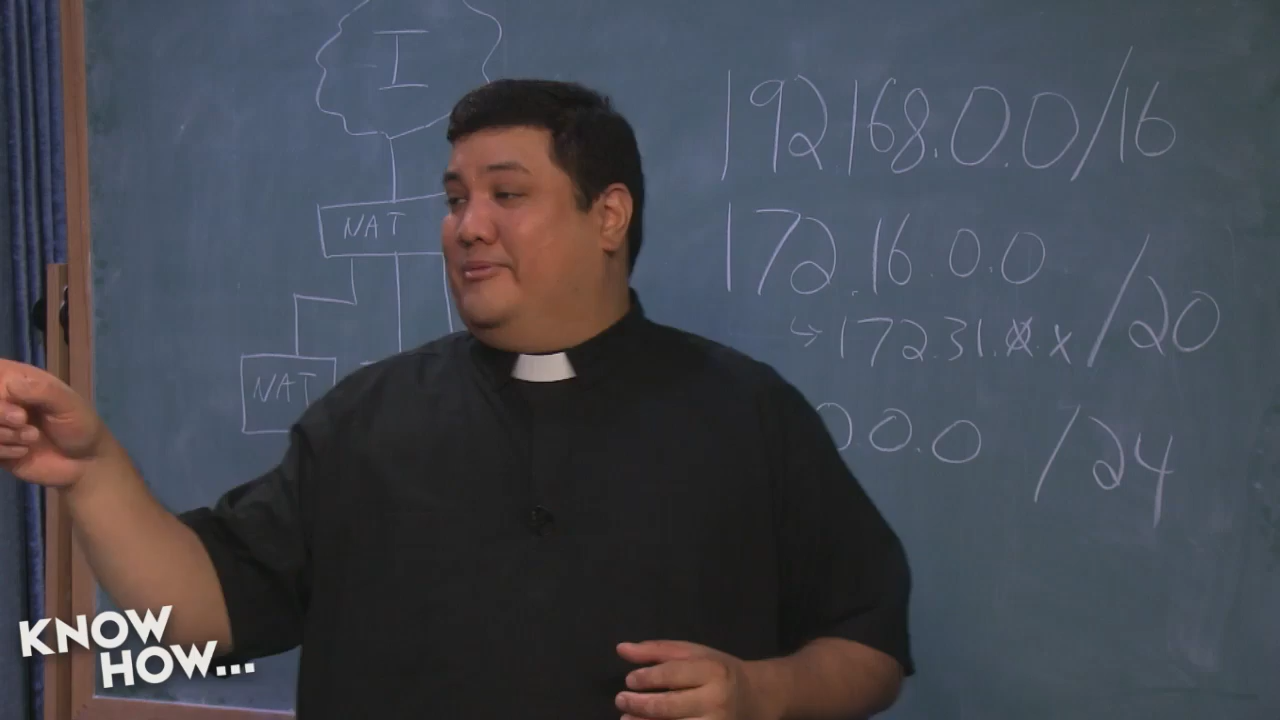 I
NAT
NAT
192 168.0.0/16
172.16.0.0
↪172.31.x.x /20
0.0.0 /24
KNOW
HOW...